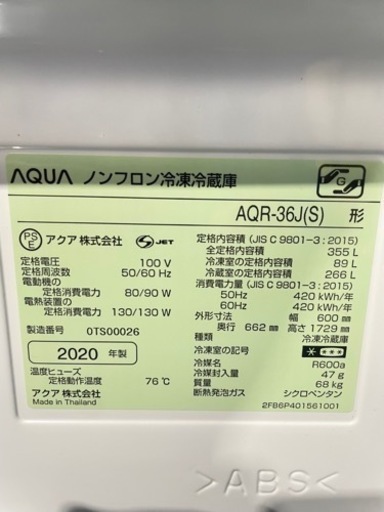 AQUA ノンフロン冷凍冷蔵庫
G
AQR-36J(S) 形
PS E アクア株式会社 S JET
定格電圧 100 V
定格周波数 50/60 Hz
電動機の
定格消費電力 80/90 W
電熱装置の
定格消費電力 130/130 W
製造番号 0TS00026
2020 年製
温度ヒューズ
定格動作温度 76℃
アクア株式会社
Made in Thailand
定格内容積 (JIS C 9801-3 : 2015)
全定格内容積 355 L
冷凍室の定格内容積 89 L
冷蔵室の定格内容積 266 L
消費電力量 (JIS C 9801-3 : 2015)
50Hz 420 kWh/年
60Hz 420 kWh/年
外形寸法 幅 600 mm
奥行 662 mm 高さ 1729 mm
種類 冷凍冷蔵庫
冷凍室の記号 * ***
冷媒名 R600a
冷媒封入量 47 g
質量 68 kg
断熱発泡ガス シクロペンタン
2FB6P401561001
>ABS<